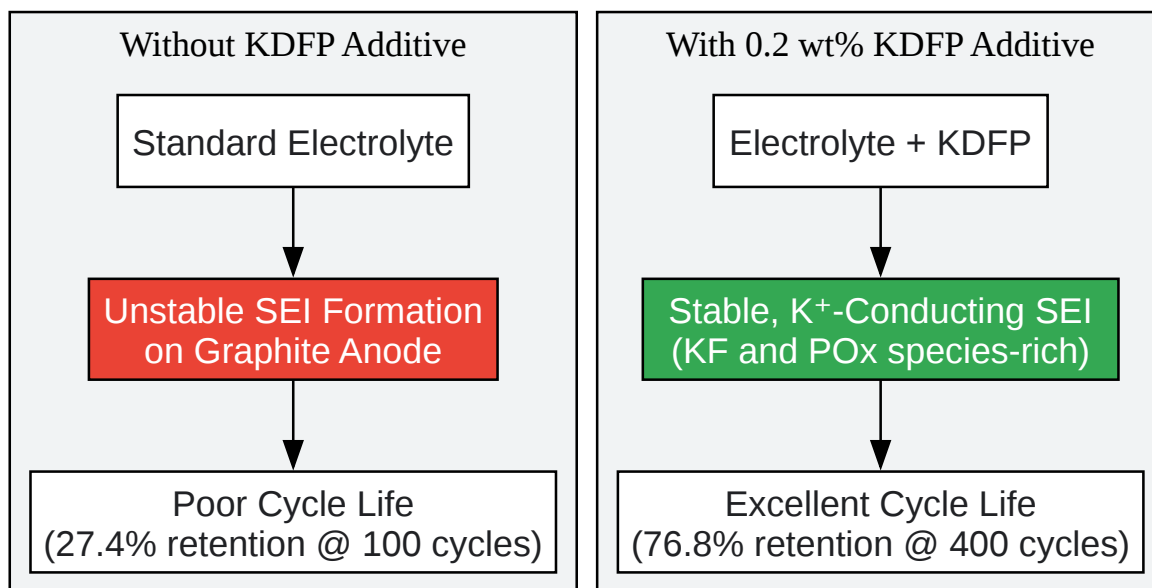 Without KDFP Additive
Standard Electrolyte
Unstable SEI Formation
on Graphite Anode
Poor Cycle Life
(27.4% retention @ 100 cycles)
With 0.2 wt% KDFP Additive
Electrolyte + KDFP
Stable, K⁺-Conducting SEI
(KF and POx species-rich)
Excellent Cycle Life
(76.8% retention @ 400 cycles)